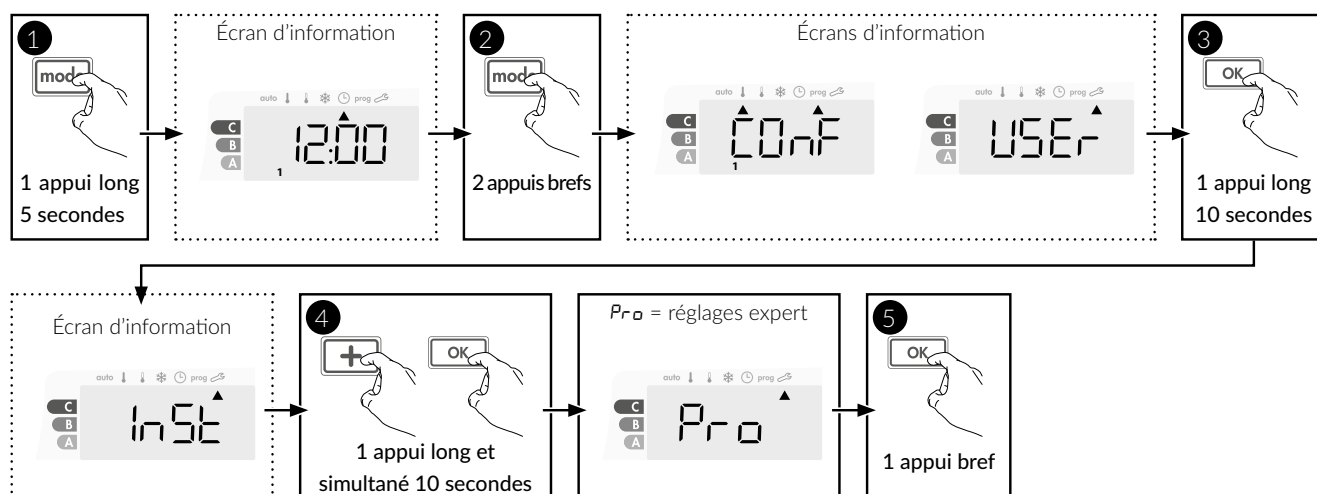 1
mode
1 appui long
5 secondes
Écran d'information
auto prog
C
B
A
12:00
1
2
mode
2 appuis brefs
Écrans d'information
auto prog
C
B
A
COnF
1
auto prog
C
B
A
USEr
3
OK
1 appui long
10 secondes
Écran d'information
auto prog
C
B
A
InSt
4
+
OK
1 appui long et
simultané 10 secondes
Pro = réglages expert
auto prog
C
B
A
Pro
5
OK
1 appui bref